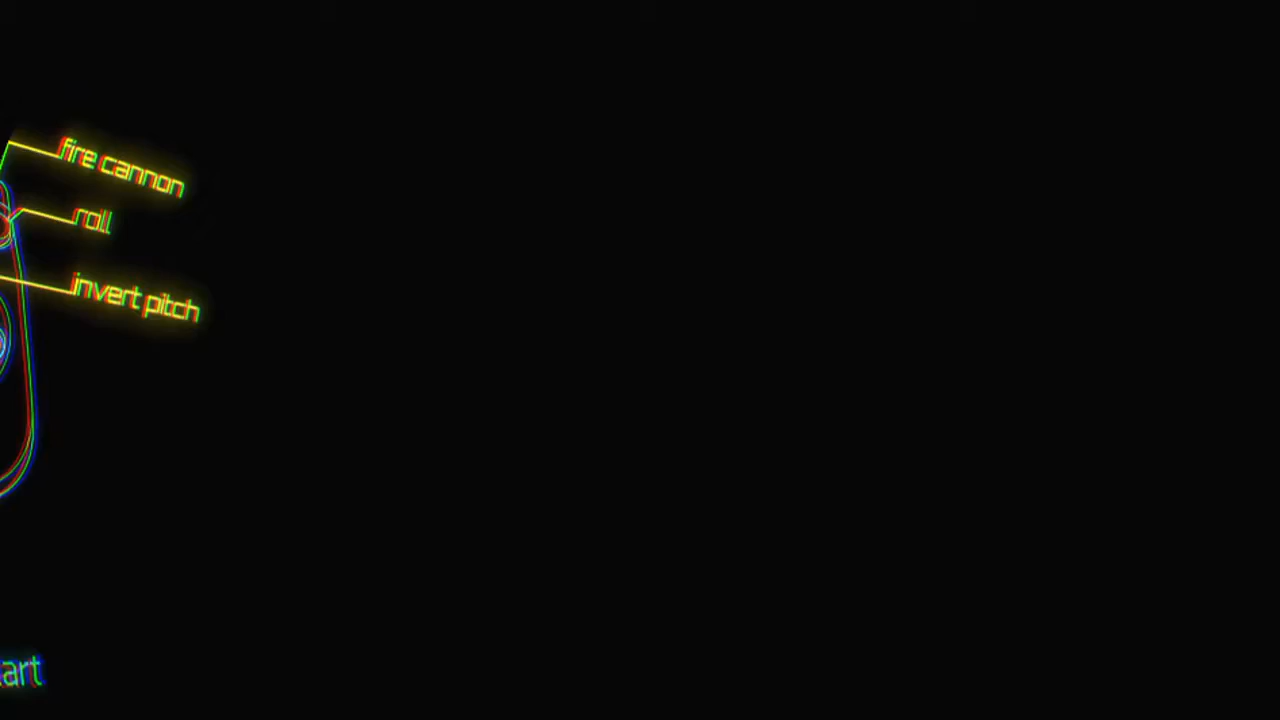 fire cannon
roll
invert pitch
art